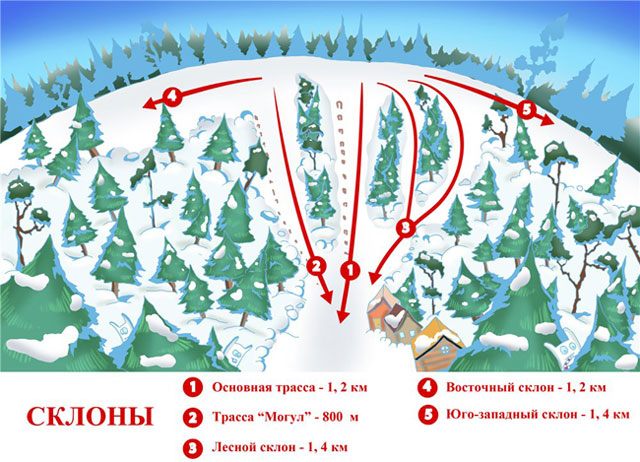 4
5
3
2
1
СКЛОНЫ
1 Основная трасса - 1, 2 км
2 Трасса “Могул” - 800 м
3 Лесной склон - 1, 4 км
4 Восточный склон - 1, 2 км
5 Юго-западный склон - 1, 4 км